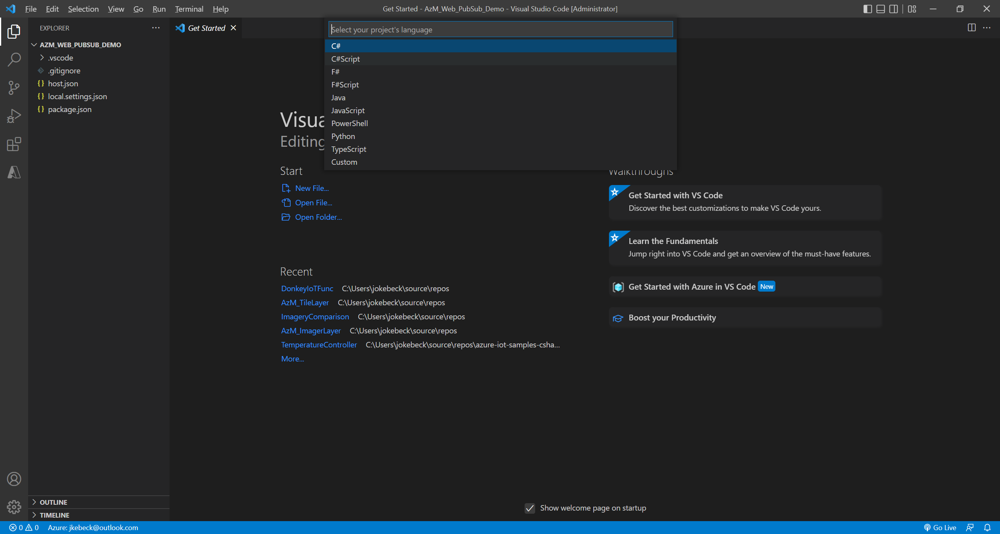 File Edit Selection View Go Run Terminal Help
Get Started - AzM_Web_PubSub_Demo - Visual Studio Code [Administrator]
EXPLORER
Get Started
Select your project's language
AZM_WEB_PUBSUB_DEMO
.vscode
.gitignore
host.json
local.settings.json
package.json
C#
C#Script
F#
F#Script
Java
JavaScript
PowerShell
Python
TypeScript
Custom
Visua
Editing
Start
New File...
Open File...
Open Folder...
Recent
DonkeyIoTFunc C:\Users\jokebeck\source\repos
AzM_TileLayer C:\Users\jokebeck\source\repos
ImageryComparison C:\Users\jokebeck\source\repos
AzM_ImagerLayer C:\Users\jokebeck\source\repos
TemperatureController C:\Users\jokebeck\source\repos\azure-iot-samples-csha...
More...
Walkthroughs
Get Started with VS Code
Discover the best customizations to make VS Code yours.
Learn the Fundamentals
Jump right into VS Code and get an overview of the must-have features.
Get Started with Azure in VS Code New
Boost your Productivity
Show welcome page on startup
OUTLINE
TIMELINE
0 0 Azure: jkebeck@outlook.com
Go Live